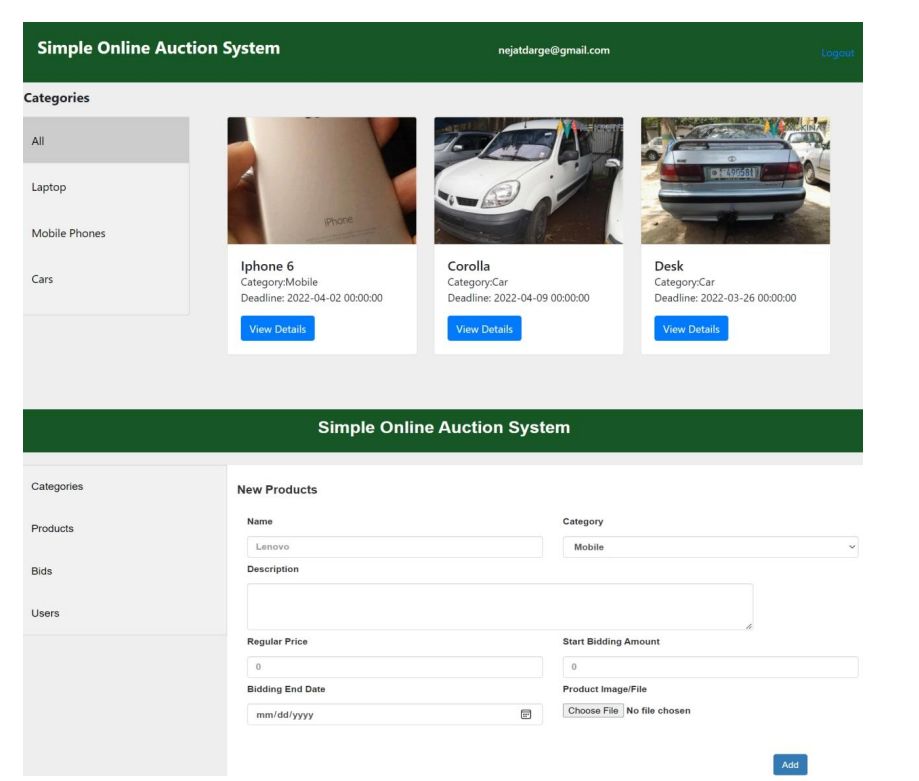 Simple Online Auction System
nejatdarge@gmail.com
Logout
Categories
All
Laptop
Mobile Phones
Cars
iPhone
Iphone 6
Category:Mobile
Deadline: 2022-04-02 00:00:00
View Details
Corolla
Category:Car
Deadline: 2022-04-09 00:00:00
View Details
Desk
Category:Car
Deadline: 2022-03-26 00:00:00
View Details
Simple Online Auction System
Categories
Products
Bids
Users
New Products
Name
Category
Lenovo
Mobile
Description
Regular Price
Start Bidding Amount
0
0
Bidding End Date
Product Image/File
mm/dd/yyyy
Choose File No file chosen
Add